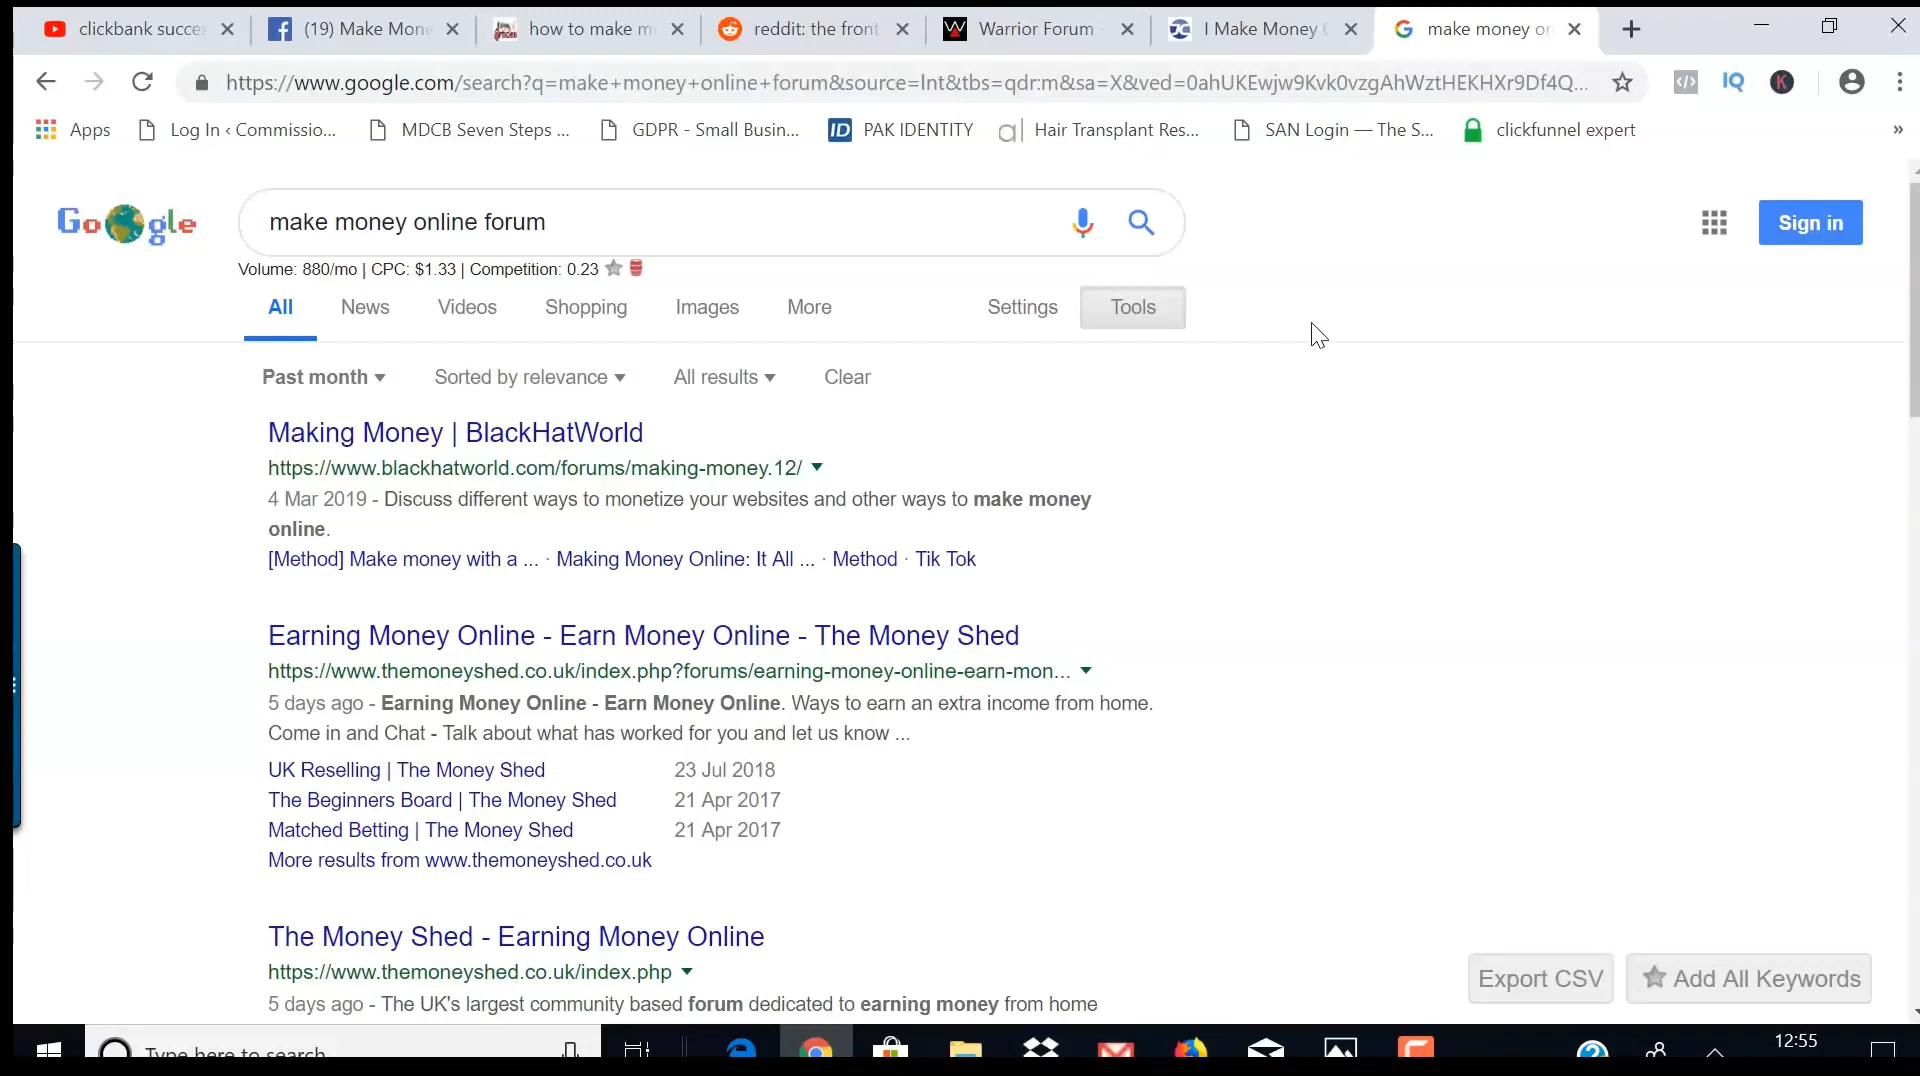 clickbank succes
(19) Make Mone
how to make m
reddit: the front
Warrior Forum -
I Make Money
make money on
https://www.google.com/search?q=make+money+online+forum&source=lnt&tbs=qdr:m&sa=X&ved=0ahUKEwjw9Kvk0vzgAhWztHEKHXr9Df4Q...
IQ
K
Apps
Log In ‹ Commissio...
MDCB Seven Steps ...
GDPR - Small Busin...
ID PAK IDENTITY
Hair Transplant Res...
SAN Login — The S...
clickfunnel expert
»
Google
make money online forum
Sign in
Volume: 880/mo | CPC: $1.33 | Competition: 0.23
All
News
Videos
Shopping
Images
More
Settings
Tools
Past month
Sorted by relevance
All results
Clear
Making Money | BlackHatWorld
https://www.blackhatworld.com/forums/making-money.12/
4 Mar 2019 - Discuss different ways to monetize your websites and other ways to make money
online.
[Method] Make money with a ... · Making Money Online: It All ... · Method · Tik Tok
Earning Money Online - Earn Money Online - The Money Shed
https://www.themoneyshed.co.uk/index.php?forums/earning-money-online-earn-mon...
5 days ago - Earning Money Online - Earn Money Online. Ways to earn an extra income from home.
Come in and Chat - Talk about what has worked for you and let us know ...
UK Reselling | The Money Shed 23 Jul 2018
The Beginners Board | The Money Shed 21 Apr 2017
Matched Betting | The Money Shed 21 Apr 2017
More results from www.themoneyshed.co.uk
The Money Shed - Earning Money Online
https://www.themoneyshed.co.uk/index.php
5 days ago - The UK's largest community based forum dedicated to earning money from home
Export CSV
Add All Keywords
Type here to search
12:55